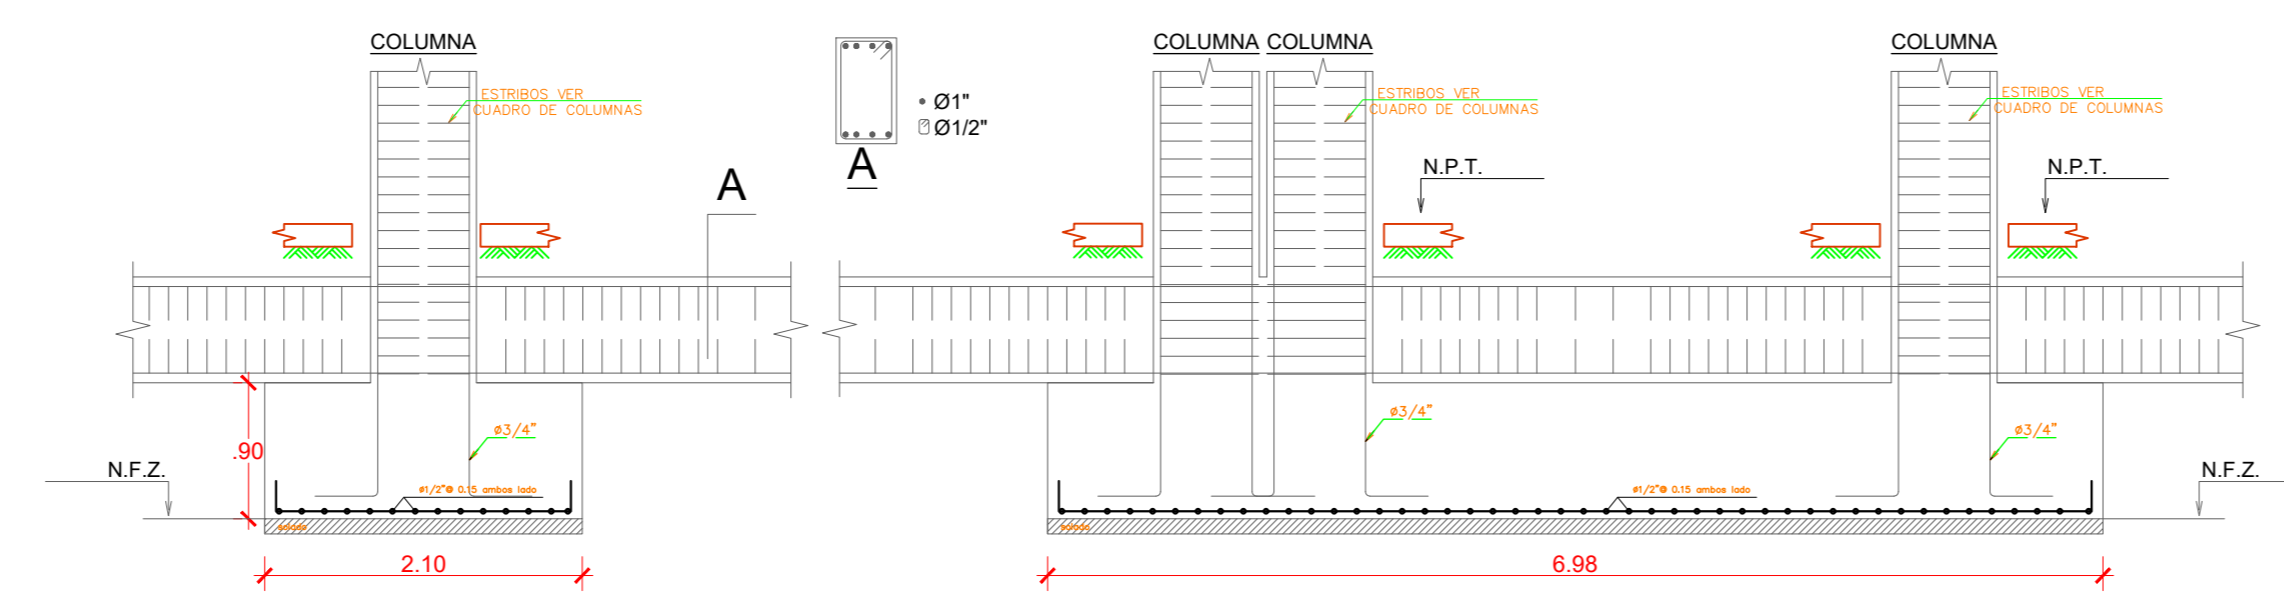 COLUMNA
COLUMNA
COLUMNA
COLUMNA
ESTRIBOS VER
CUADRO DE COLUMNAS
Ø1"
Ø1/2"
A
A
ESTRIBOS VER
CUADRO DE COLUMNAS
ESTRIBOS VER
CUADRO DE COLUMNAS
N.P.T.
N.P.T.
.90
N.F.Z.
ø3/4"
ø1/2"@ 0.15 ambos lado
solado
2.10
ø3/4"
ø1/2"@ 0.15 ambos lado
solado
ø3/4"
N.F.Z.
6.98